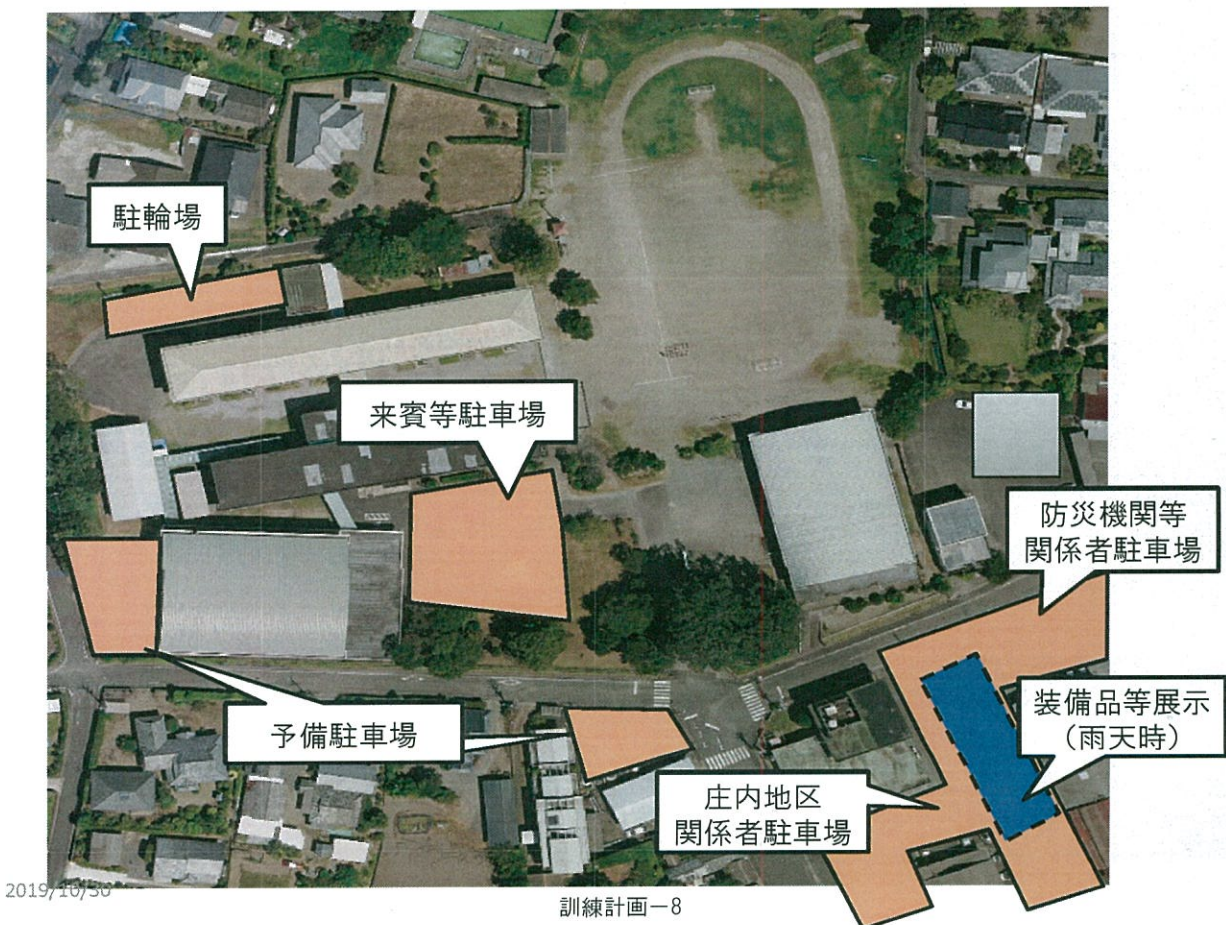 駐輪場
来賓等駐車場
防災機関等
関係者駐車場
装備品等展示
（雨天時）
予備駐車場
庄内地区
関係者駐車場
2019/10/30
訓練計画－8